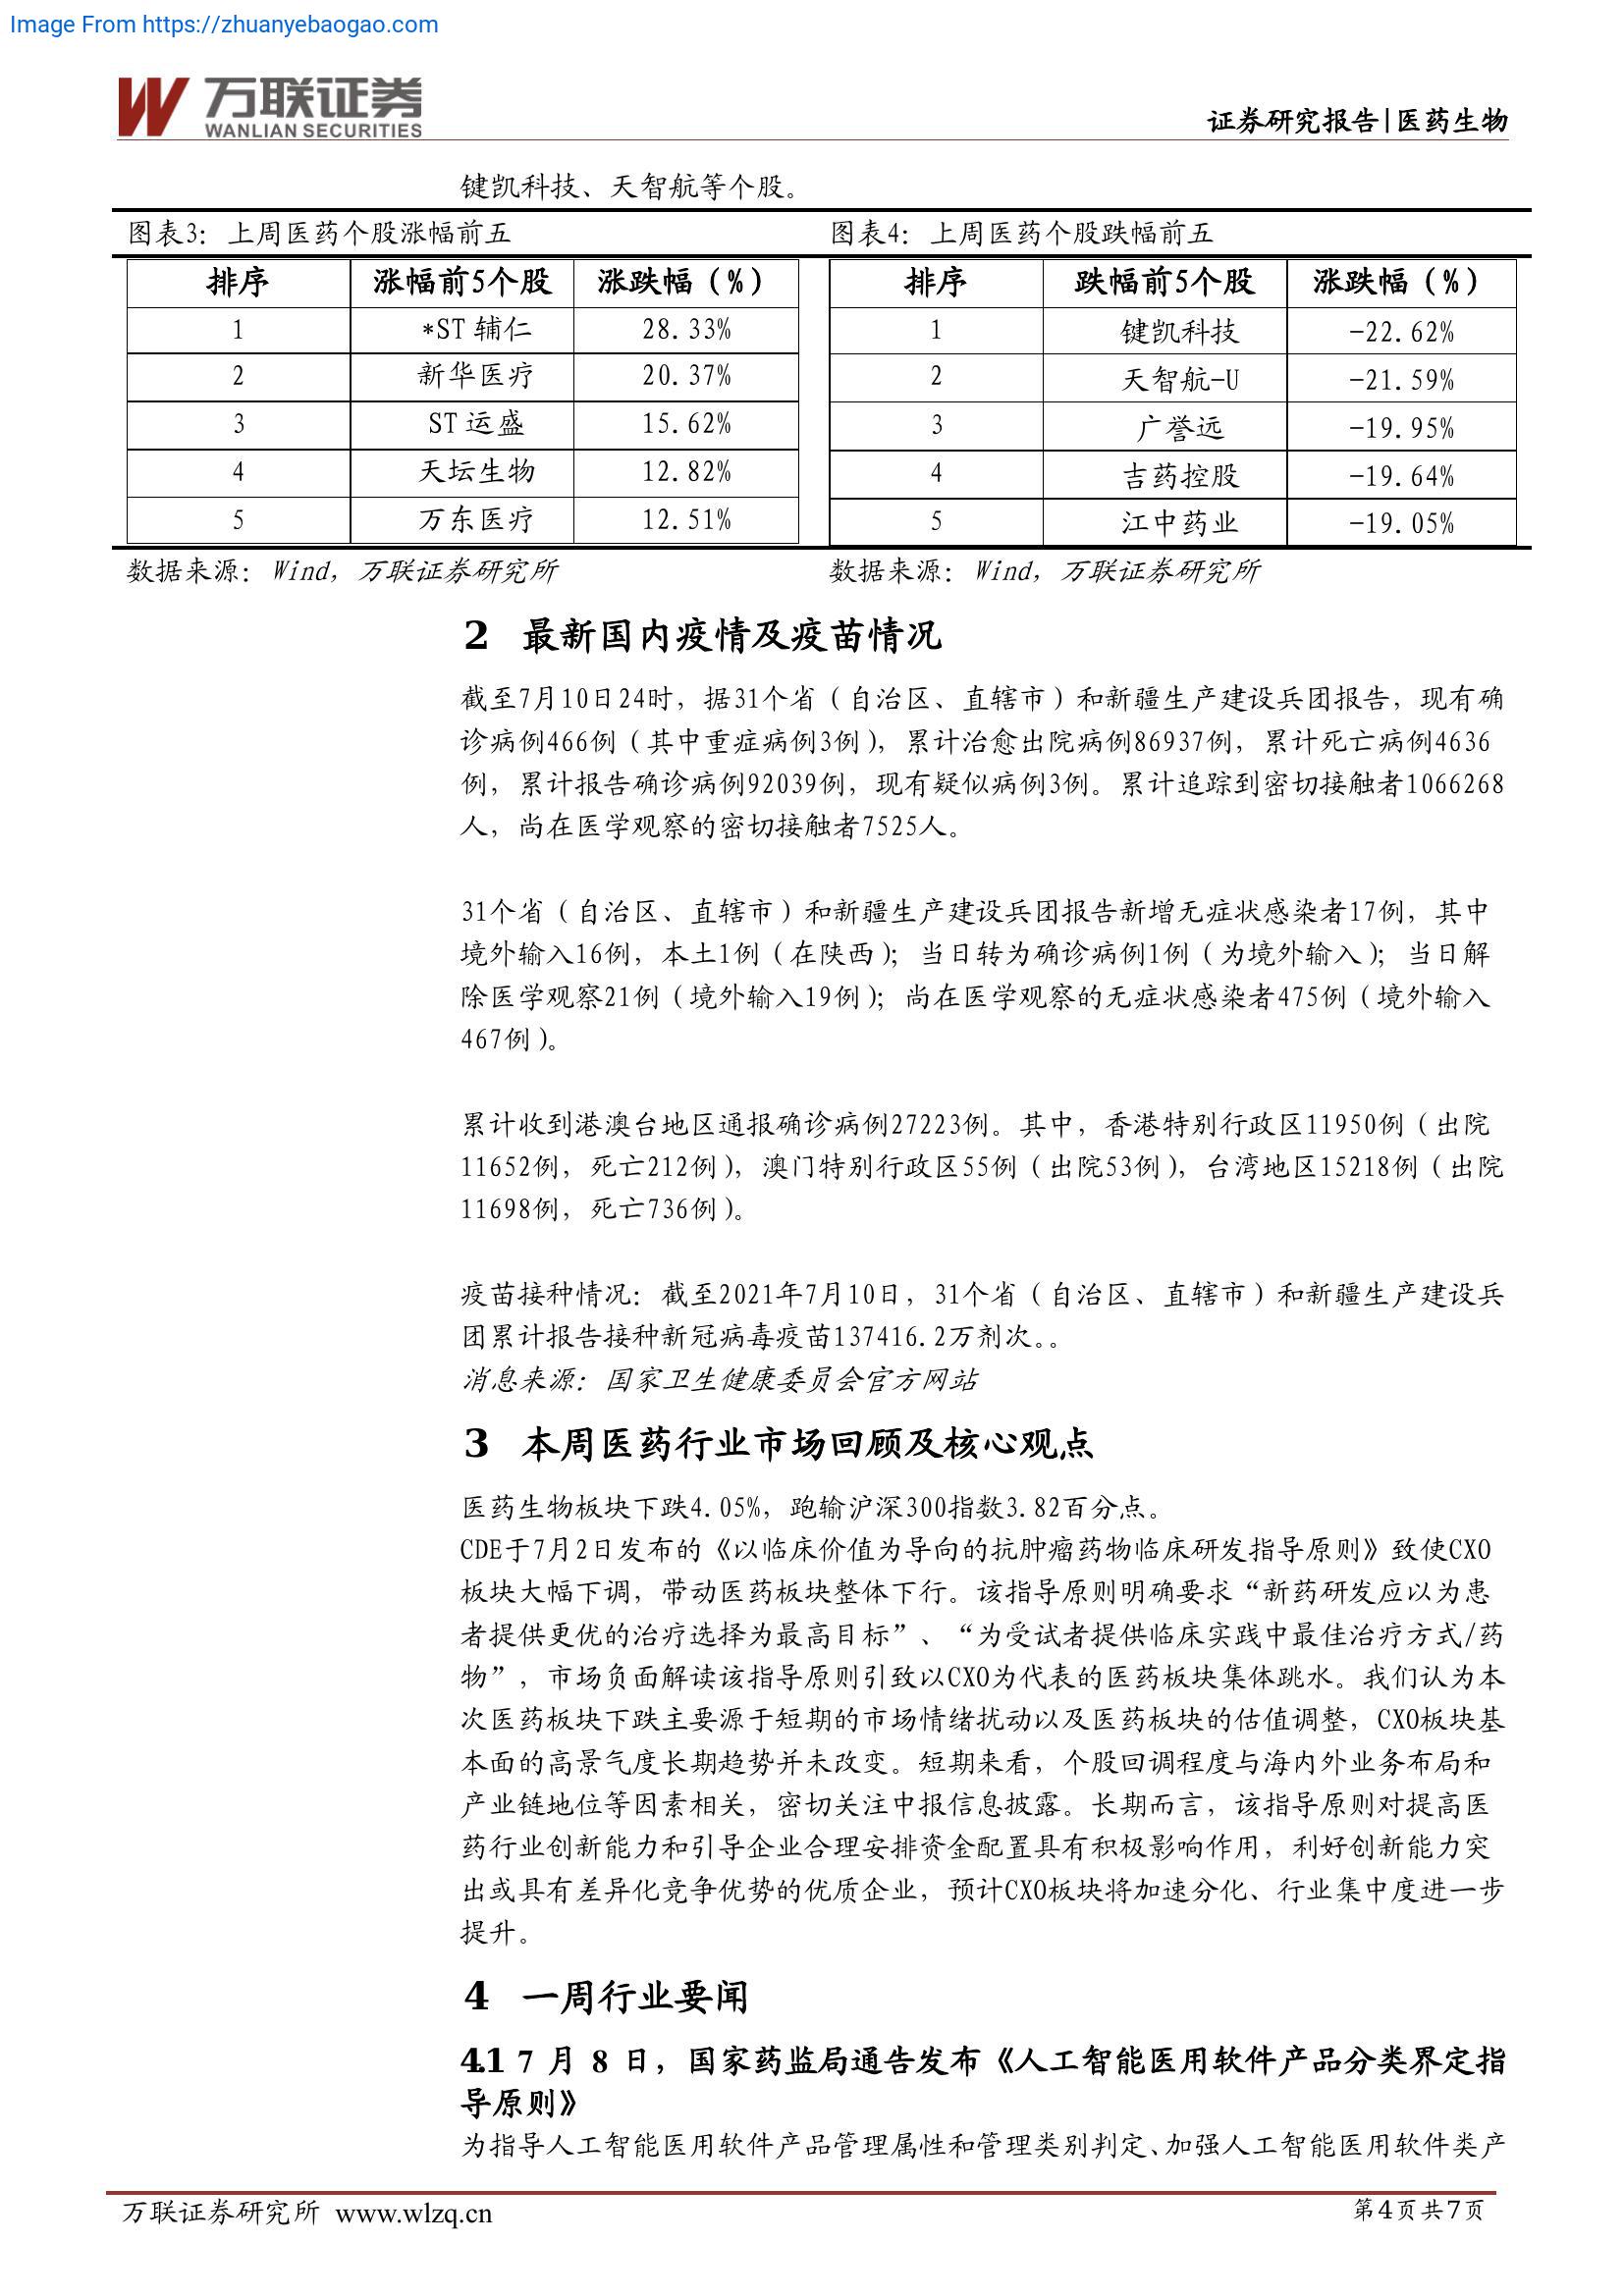 Image From https://zhuanyebaogao.com
万联证券
WANLIAN SECURITIES
证券研究报告|医药生物
键凯科技、天智航等个股。
图表3：上周医药个股涨幅前五
排序 涨幅前5个股 涨跌幅（%）
1 *ST 辅仁 28.33%
2 新华医疗 20.37%
3 ST 运盛 15.62%
4 天坛生物 12.82%
5 万东医疗 12.51%
数据来源：Wind，万联证券研究所
图表4：上周医药个股跌幅前五
排序 跌幅前5个股 涨跌幅（%）
1 键凯科技 -22.62%
2 天智航-U -21.59%
3 广誉远 -19.95%
4 吉药控股 -19.64%
5 江中药业 -19.05%
数据来源：Wind，万联证券研究所
2 最新国内疫情及疫苗情况
截至7月10日24时，据31个省（自治区、直辖市）和新疆生产建设兵团报告，现有确
诊病例466例（其中重症病例3例），累计治愈出院病例86937例，累计死亡病例4636
例，累计报告确诊病例92039例，现有疑似病例3例。累计追踪到密切接触者1066268
人，尚在医学观察的密切接触者7525人。
31个省（自治区、直辖市）和新疆生产建设兵团报告新增无症状感染者17例，其中
境外输入16例，本土1例（在陕西）；当日转为确诊病例1例（为境外输入）；当日解
除医学观察21例（境外输入19例）；尚在医学观察的无症状感染者475例（境外输入
467例）。
累计收到港澳台地区通报确诊病例27223例。其中，香港特别行政区11950例（出院
11652例，死亡212例），澳门特别行政区55例（出院53例），台湾地区15218例（出院
11698例，死亡736例）。
疫苗接种情况：截至2021年7月10日，31个省（自治区、直辖市）和新疆生产建设兵
团累计报告接种新冠病毒疫苗137416.2万剂次。。
消息来源：国家卫生健康委员会官方网站
3 本周医药行业市场回顾及核心观点
医药生物板块下跌4.05%，跑输沪深300指数3.82百分点。
CDE于7月2日发布的《以临床价值为导向的抗肿瘤药物临床研发指导原则》致使CXO
板块大幅下调，带动医药板块整体下行。该指导原则明确要求“新药研发应以为患
者提供更优的治疗选择为最高目标”、“为受试者提供临床实践中最佳治疗方式/药
物”，市场负面解读该指导原则引致以CXO为代表的医药板块集体跳水。我们认为本
次医药板块下跌主要源于短期的市场情绪扰动以及医药板块的估值调整，CXO板块基
本面的高景气度长期趋势并未改变。短期来看，个股回调程度与海内外业务布局和
产业链地位等因素相关，密切关注中报信息披露。长期而言，该指导原则对提高医
药行业创新能力和引导企业合理安排资金配置具有积极影响作用，利好创新能力突
出或具有差异化竞争优势的优质企业，预计CXO板块将加速分化、行业集中度进一步
提升。
4 一周行业要闻
4.1 7 月 8 日，国家药监局通告发布《人工智能医用软件产品分类界定指
导原则》
为指导人工智能医用软件产品管理属性和管理类别判定、加强人工智能医用软件类产
万联证券研究所 www.wlzq.cn
第4页共7页